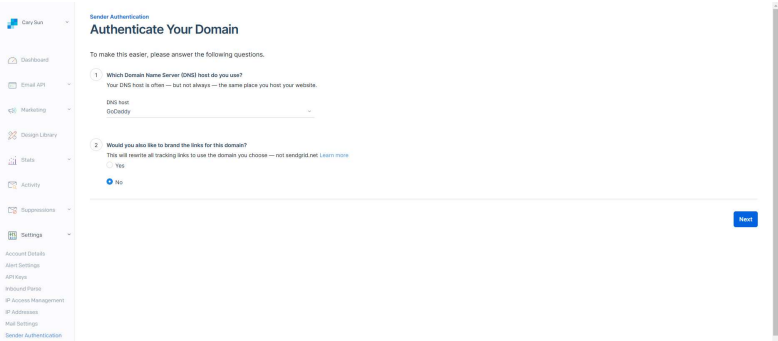 Cary Sun
Dashboard
Email API
Marketing
Design Library
Stats
Activity
Suppressions
Settings
Account Details
Alert Settings
API Keys
Inbound Parse
IP Access Management
IP Addresses
Mail Settings
Sender Authentication
Sender Authentication
Authenticate Your Domain
To make this easier, please answer the following questions.
1 Which Domain Name Server (DNS) host do you use?
Your DNS host is often — but not always — the same place you host your website.
DNS host
GoDaddy
2 Would you also like to brand the links for this domain?
This will rewrite all tracking links to use the domain you choose — not sendgrid.net Learn more
Yes
No
Next